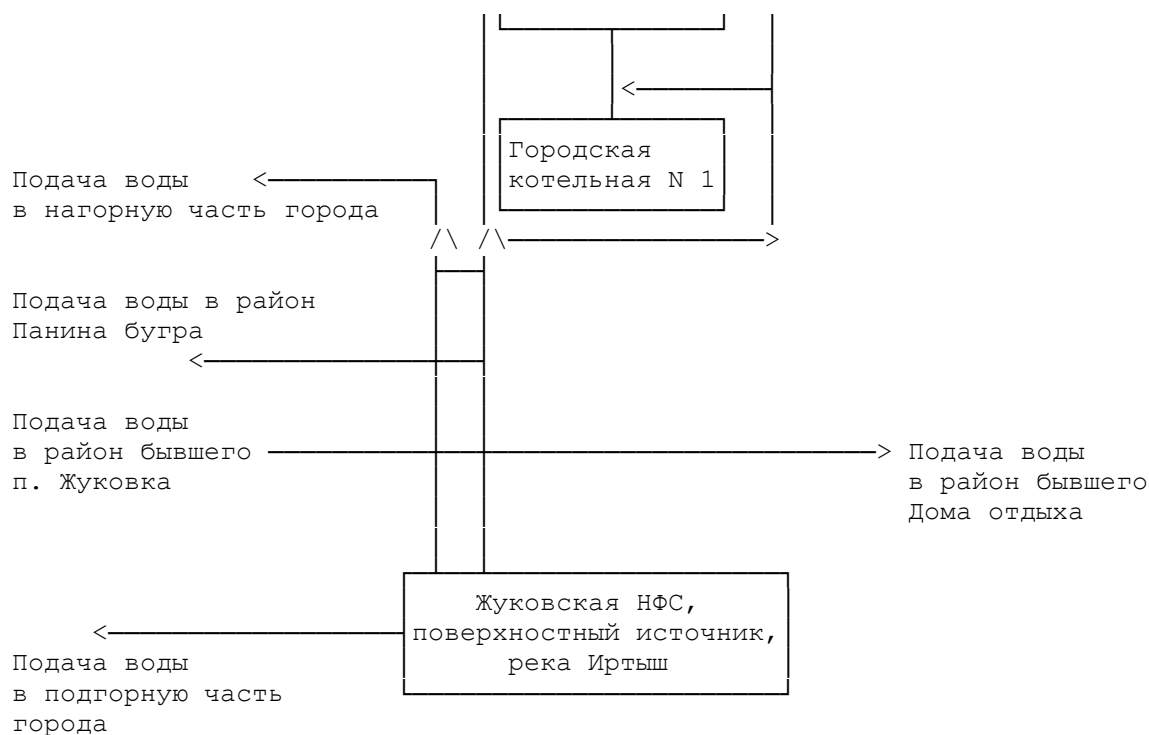 Городская
котельная N 1
Подача воды
в нагорную часть города
Подача воды в район
Панина бугра
Подача воды
в район бывшего
п. Жуковка
Подача воды
в район бывшего
Дома отдыха
Жуковская НФС,
поверхностный источник,
река Иртыш
Подача воды
в подгорную часть
города